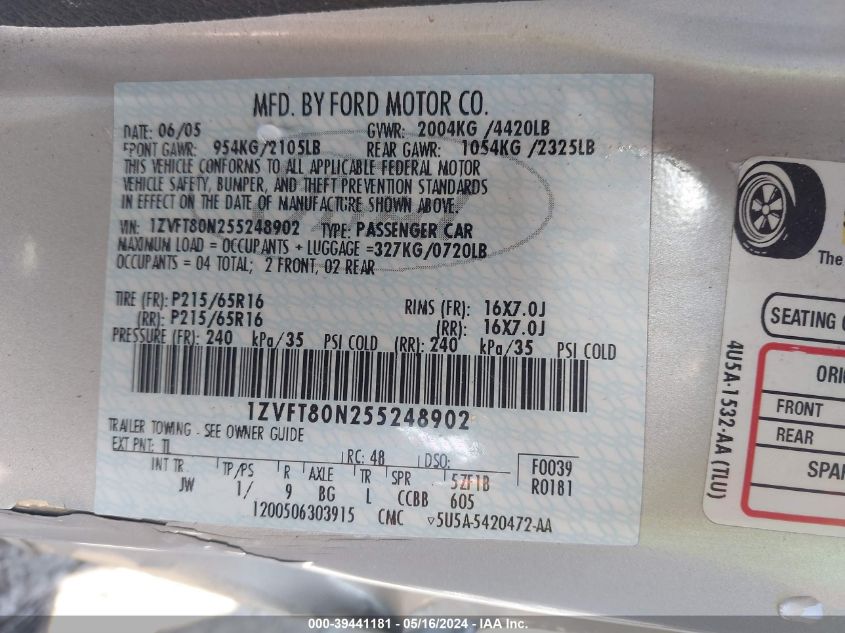 MFD. BY FORD MOTOR CO.
DATE: 06/05 GVWR: 2004KG /4420LB
FRONT GAWR: 954KG/2105LB REAR GAWR: 1054KG /2325LB
THIS VEHICLE CONFORMS TO ALL APPLICABLE FEDERAL MOTOR
VEHICLE SAFETY, BUMPER, AND THEFT PREVENTION STANDARDS
IN EFFECT ON THE DATE OF MANUFACTURE SHOWN ABOVE.
VIN: 1ZVFT80N255248902 TYPE: PASSENGER CAR
MAXIMUM LOAD = OCCUPANTS + LUGGAGE =327KG/0720LB
OCCUPANTS = 04 TOTAL; 2 FRONT, 02 REAR
TIRE (FR): P215/65R16 RINS (FR): 16X7.0J
(RR): P215/65R16 (RR): 16X7.0J
PRESSURE (FR): 240 kPa/35 PSI COLD (RR): 240 kPa/35 PSI COLD
1ZVFT80N255248902
TRAILER TOWING - SEE OWNER GUIDE
EXT PNT: TL RC: 48 DSO: F0039
INT TR TP/PS R AXLE TR SPR 5ZF1B R0181
JW 1/ 9 BG L CCBB 605
1200506303915 CMC ▿5U5A-5420472-AA
The
SEATING
4U5A-1532-AA (TLU)
FRONT
REAR
000-39441181 - 05/16/2024 - IAA Inc.